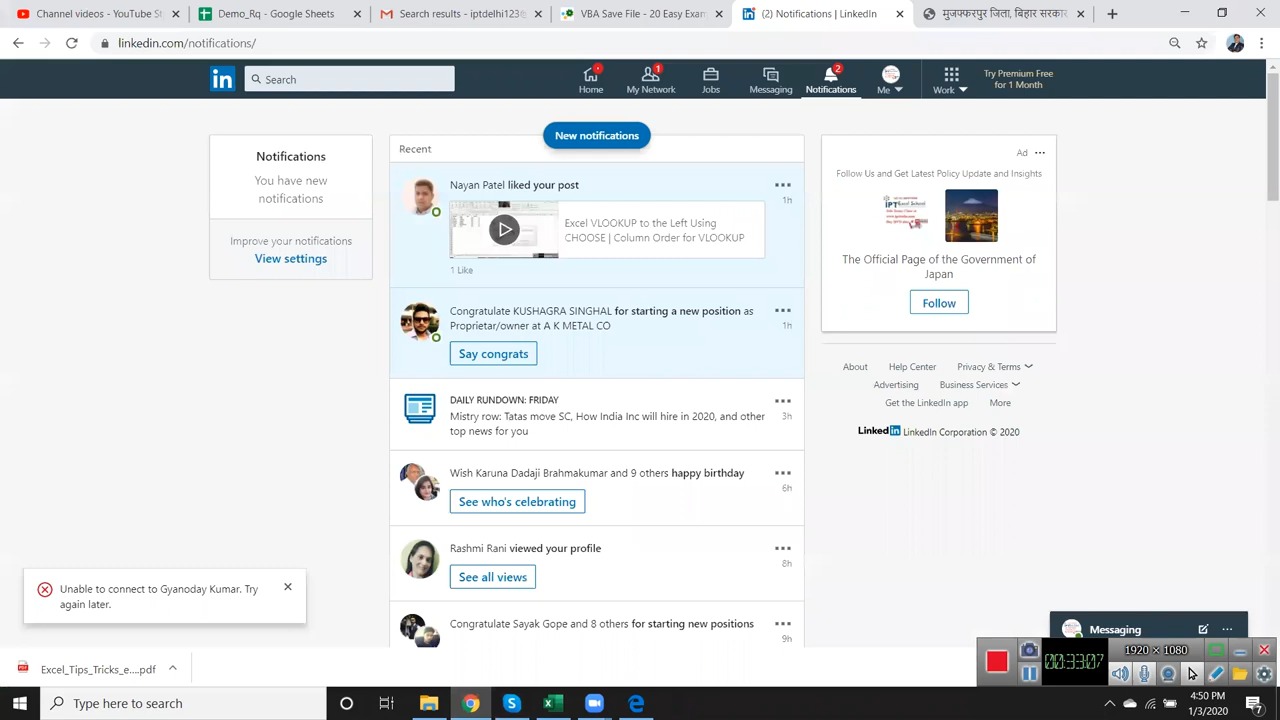 Channel videos - YouTube St
Demo_Rq - Google Sheets
Search results - iptdelhi123@
VBA Save File - 20 Easy Exam
(2) Notifications | LinkedIn
मुजफ्फरपुर जिला, बिहार सरकार
linkedin.com/notifications/
in
Search
Home
1
My Network
Jobs
Messaging
2
Notifications
Me
Work
Try Premium Free
for 1 Month
Notifications
You have new
notifications
Improve your notifications
View settings
New notifications
Recent
Nayan Patel liked your post
1h
Excel VLOOKUP to the Left Using
CHOOSE | Column Order for VLOOKUP
1 Like
Congratulate KUSHAGRA SINGHAL for starting a new position as
Proprietar/owner at A K METAL CO
1h
Say congrats
DAILY RUNDOWN: FRIDAY
Mistry row: Tatas move SC, How India Inc will hire in 2020, and other
top news for you
3h
Wish Karuna Dadaji Brahmakumar and 9 others happy birthday
6h
See who's celebrating
Rashmi Rani viewed your profile
8h
See all views
Congratulate Sayak Gope and 8 others for starting new positions
9h
Ad
Follow Us and Get Latest Policy Update and Insights
The Official Page of the Government of
Japan
Follow
About Help Center Privacy & Terms
Advertising Business Services
Get the LinkedIn app More
LinkedIn LinkedIn Corporation © 2020
Unable to connect to Gyanoday Kumar. Try
again later.
Messaging
Excel_Tips_Tricks_e....pdf
1920 × 1080
00:33:07
Type here to search
4:50 PM
1/3/2020
7